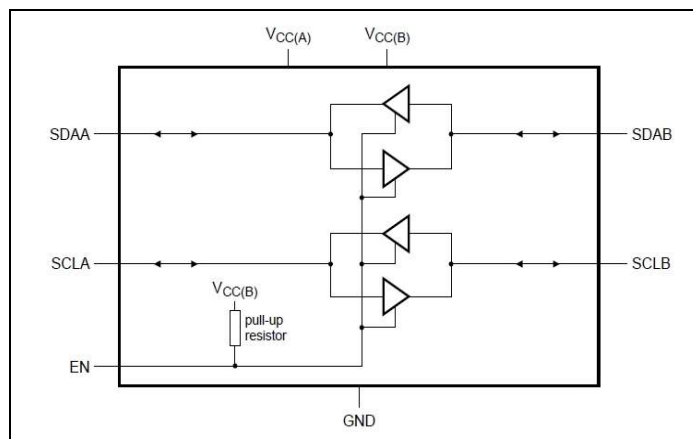 VCC(A)
VCC(B)
SDAA
SDAB
SCLA
SCLB
VCC(B)
pull-up
resistor
EN
GND